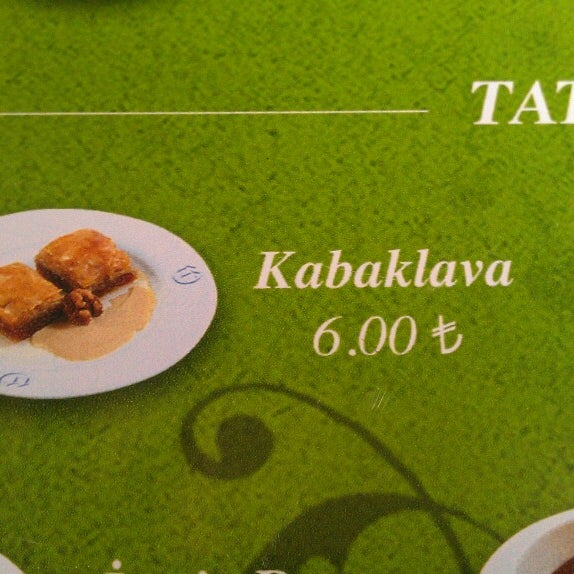 TAT
Kabaklava
6.00 ₺